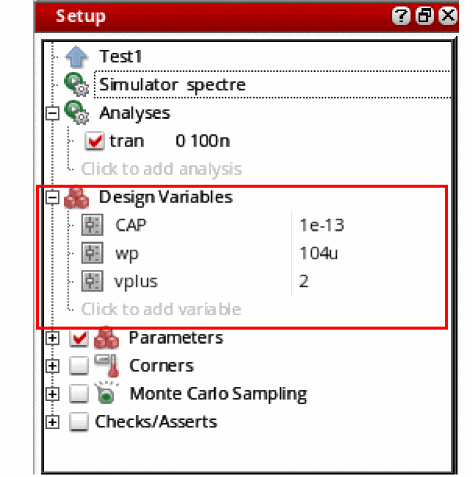 Setup
Test1
Simulator spectre
Analyses
tran 0 100n
Click to add analysis
Design Variables
CAP 1e-13
wp 104u
vplus 2
Click to add variable
Parameters
Corners
Monte Carlo Sampling
Checks/Asserts